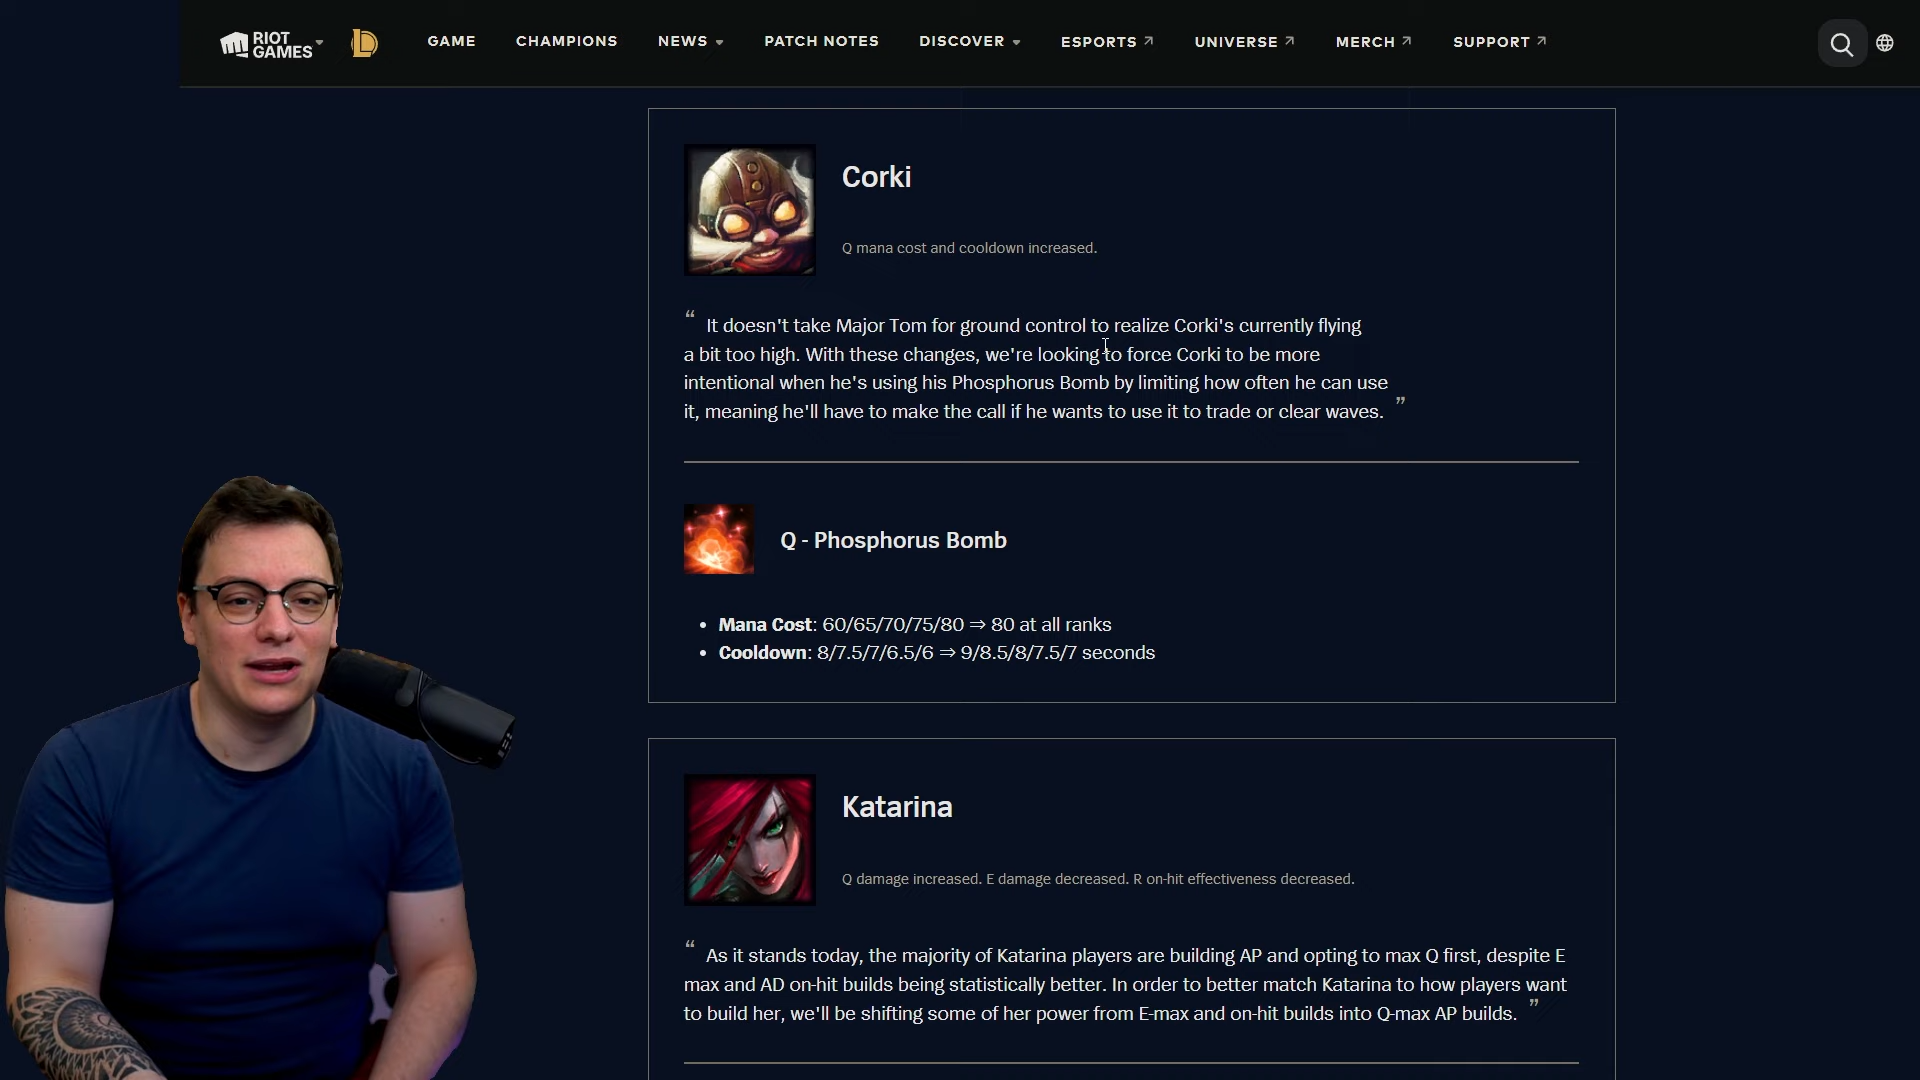 RIOT GAMES
GAME
CHAMPIONS
NEWS
PATCH NOTES
DISCOVER
ESPORTS
UNIVERSE
MERCH
SUPPORT
Corki
Q mana cost and cooldown increased.
“ It doesn't take Major Tom for ground control to realize Corki's currently flying
a bit too high. With these changes, we're looking to force Corki to be more
intentional when he's using his Phosphorus Bomb by limiting how often he can use
it, meaning he'll have to make the call if he wants to use it to trade or clear waves. ”
Q - Phosphorus Bomb
• Mana Cost: 60/65/70/75/80 ⇒ 80 at all ranks
• Cooldown: 8/7.5/7/6.5/6 ⇒ 9/8.5/8/7.5/7 seconds
Katarina
Q damage increased. E damage decreased. R on-hit effectiveness decreased.
“ As it stands today, the majority of Katarina players are building AP and opting to max Q first, despite E
max and AD on-hit builds being statistically better. In order to better match Katarina to how players want
to build her, we'll be shifting some of her power from E-max and on-hit builds into Q-max AP builds. ”